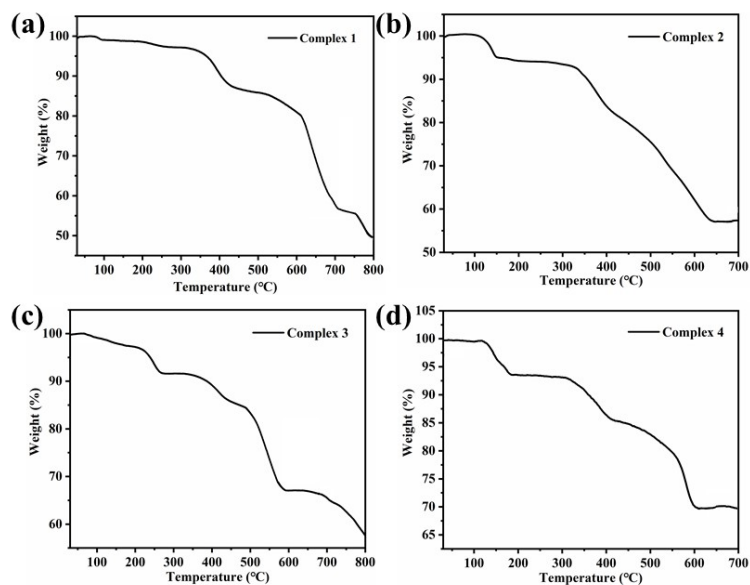 (a)
Complex 1
100
90
80
70
60
50
Weight (%)
100 200 300 400 500 600 700 800
Temperature (℃)
(b)
Complex 2
100
90
80
70
60
50
Weight (%)
100 200 300 400 500 600 700
Temperature (℃)
(c)
Complex 3
100
90
80
70
60
Weight (%)
100 200 300 400 500 600 700 800
Temperature (℃)
(d)
Complex 4
105
100
95
90
85
80
75
70
65
Weight (%)
100 200 300 400 500 600 700
Temperature (℃)